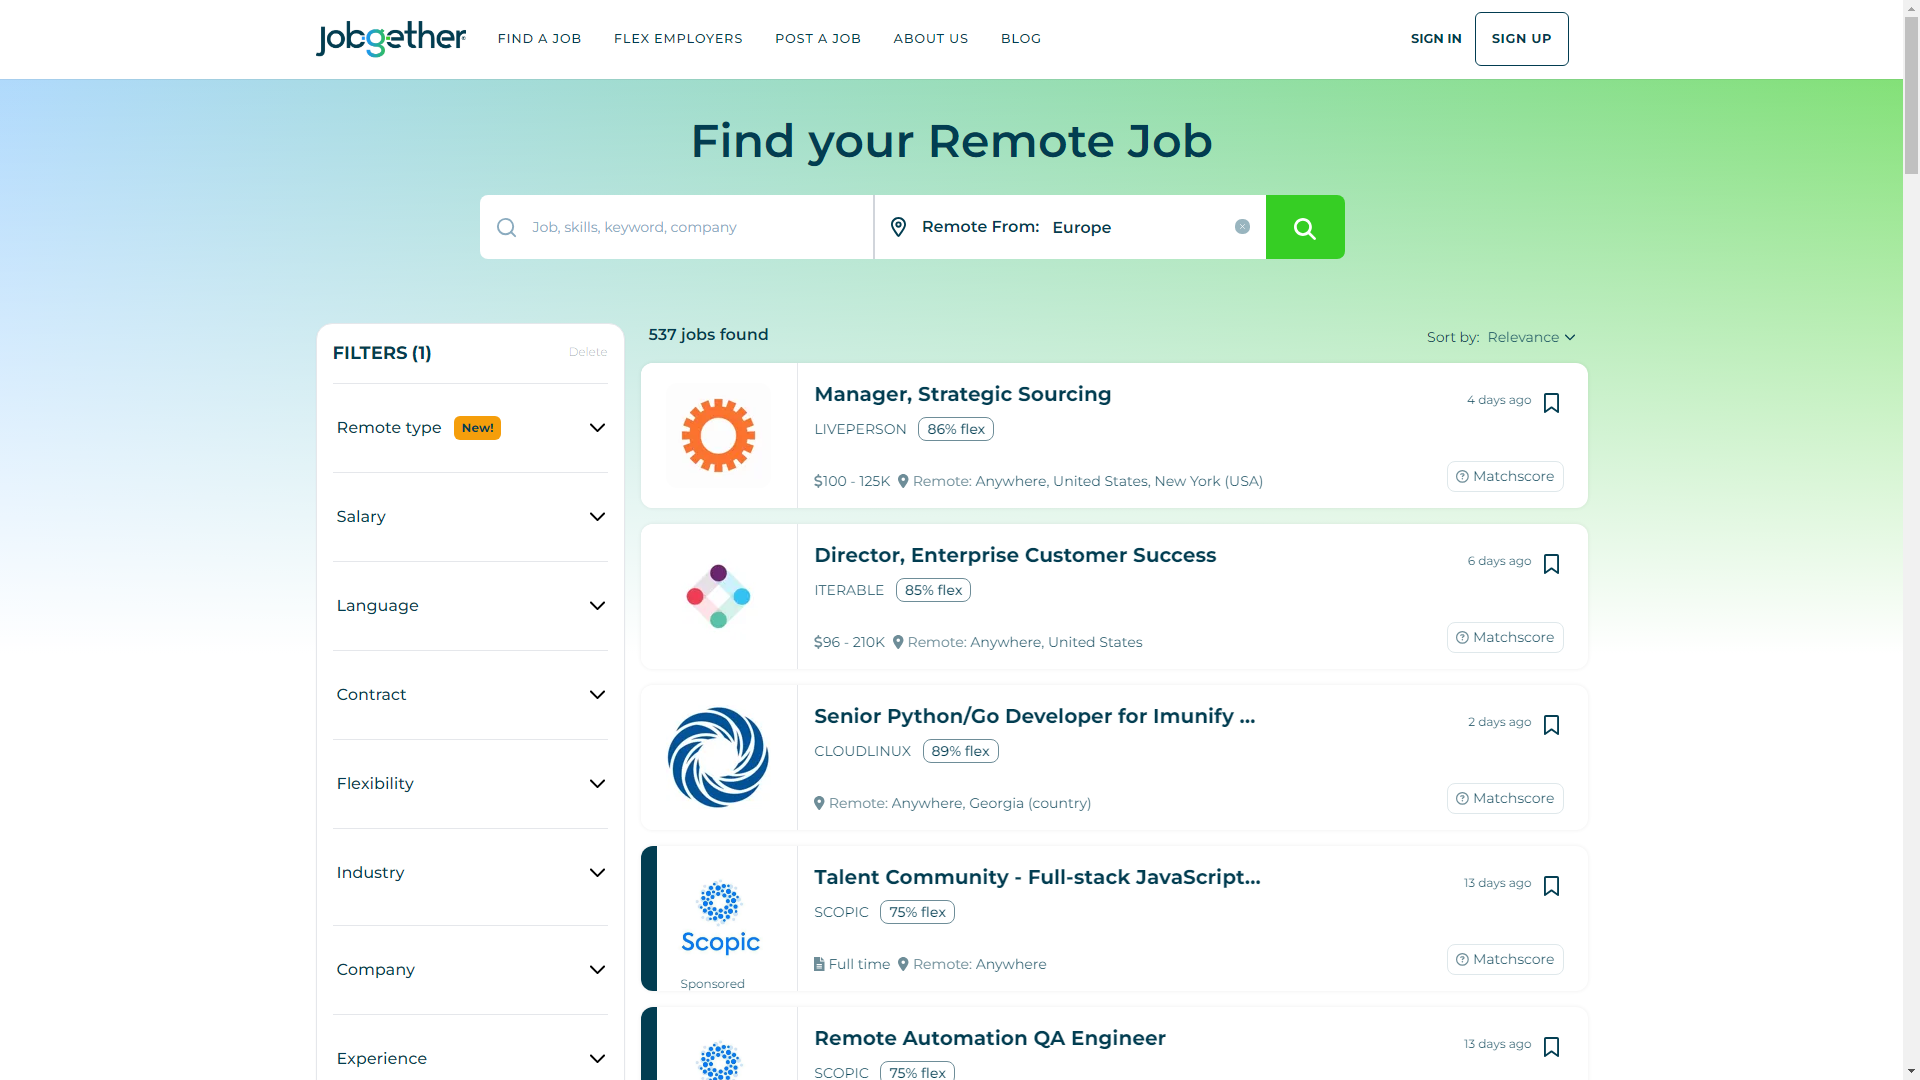 jobgether FIND A JOB FLEX EMPLOYERS POST A JOB ABOUT US BLOG SIGN IN SIGN UP
Find your Remote Job
Job, skills, keyword, company Remote From: Europe
FILTERS (1) Delete
Remote type New!
Salary
Language
Contract
Flexibility
Industry
Company
Experience
537 jobs found Sort by: Relevance
Manager, Strategic Sourcing 4 days ago
LIVEPERSON 86% flex
$100 - 125K Remote: Anywhere, United States, New York (USA) Matchscore
Director, Enterprise Customer Success 6 days ago
ITERABLE 85% flex
$96 - 210K Remote: Anywhere, United States Matchscore
Senior Python/Go Developer for Imunify ... 2 days ago
CLOUDLINUX 89% flex
Remote: Anywhere, Georgia (country) Matchscore
Talent Community - Full-stack JavaScript... 13 days ago
SCOPIC 75% flex
Scopic
Full time Remote: Anywhere Matchscore
Sponsored
Remote Automation QA Engineer 13 days ago
SCOPIC 75% flex